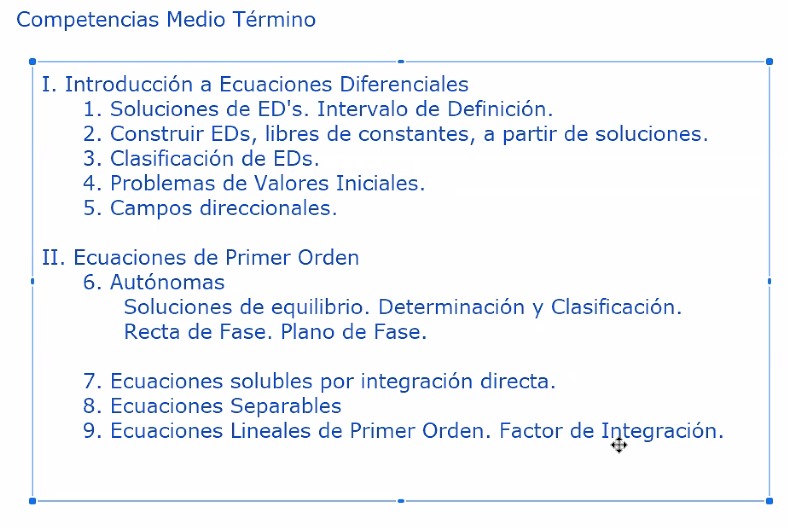 Competencias Medio Término
I. Introducción a Ecuaciones Diferenciales
1. Soluciones de ED's. Intervalo de Definición.
2. Construir EDs, libres de constantes, a partir de soluciones.
3. Clasificación de EDs.
4. Problemas de Valores Iniciales.
5. Campos direccionales.
II. Ecuaciones de Primer Orden
6. Autónomas
Soluciones de equilibrio. Determinación y Clasificación.
Recta de Fase. Plano de Fase.
7. Ecuaciones solubles por integración directa.
8. Ecuaciones Separables
9. Ecuaciones Lineales de Primer Orden. Factor de Integración.